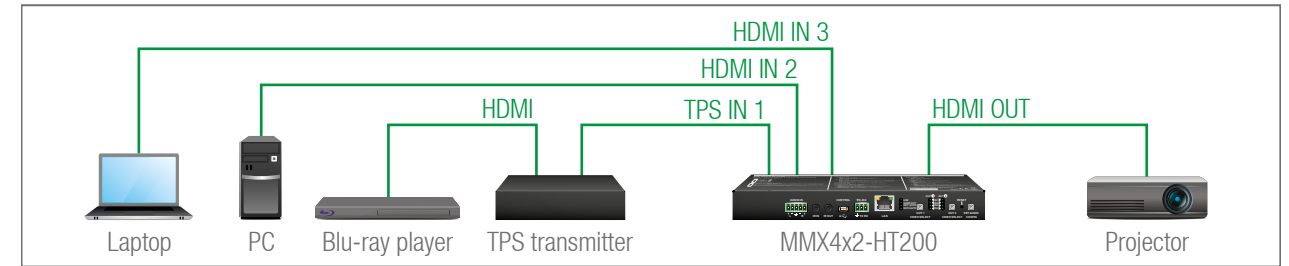 HDMI IN 3
HDMI IN 2
HDMI
TPS IN 1
HDMI OUT
Laptop
PC
Blu-ray player
TPS transmitter
MMX4x2-HT200
Projector